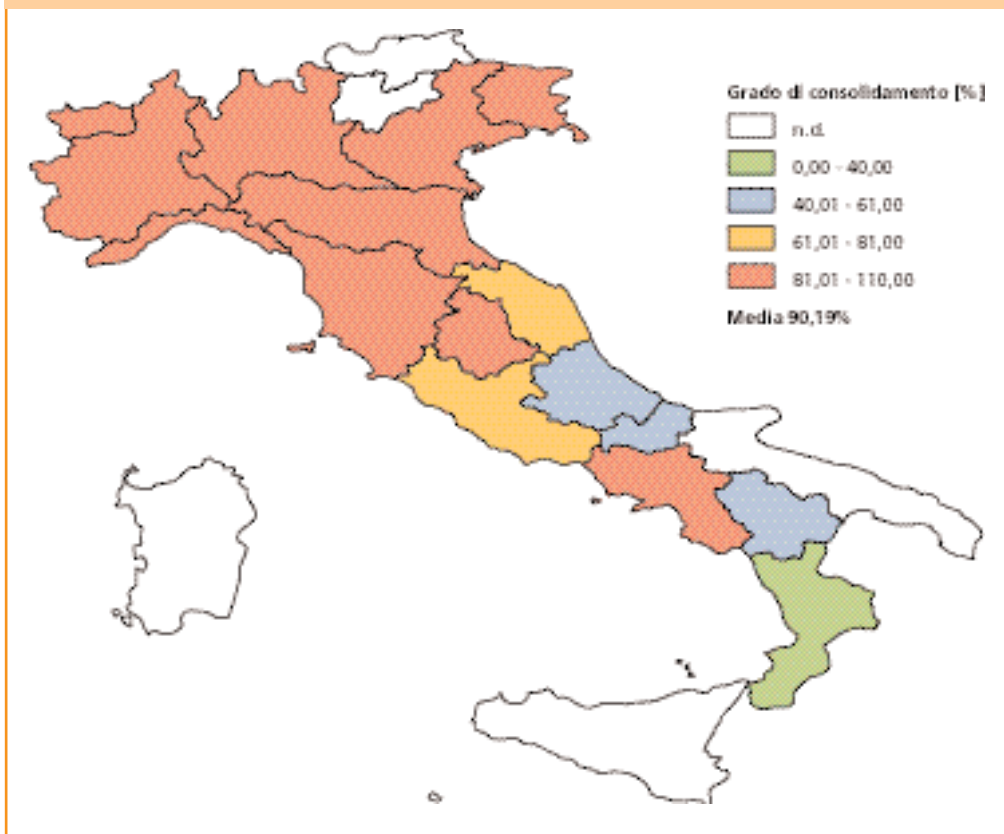 Grado di consolidamento [%]
n.d.
0,00 - 40,00
40,01 - 61,00
61,01 - 81,00
81,01 - 110,00
Media 90,19%